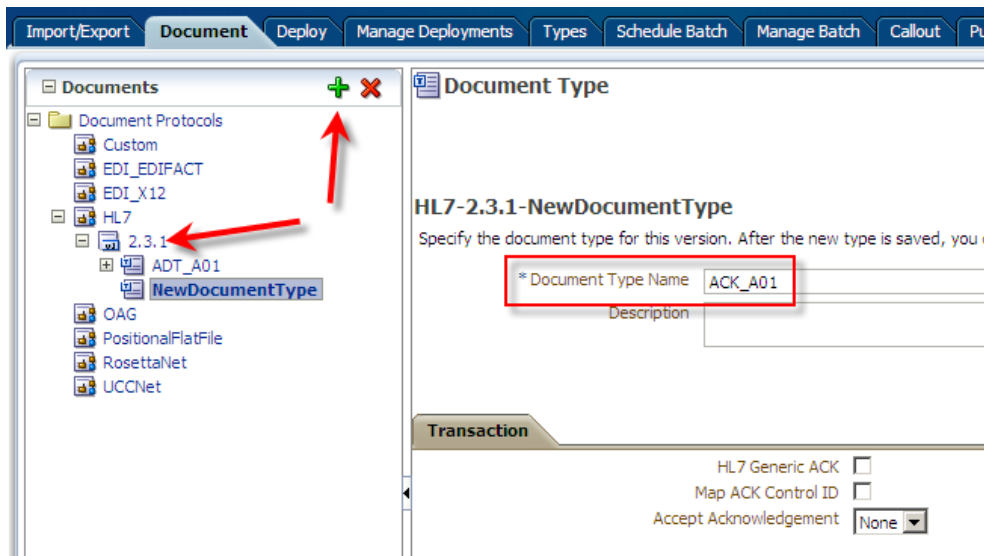 Import/Export Document Deploy Manage Deployments Types Schedule Batch Manage Batch Callout
Documents
Document Protocols
Custom
EDI_EDIFACT
EDI_X12
HL7
2.3.1
ADT_A01
NewDocumentType
OAG
PositionalFlatFile
RosettaNet
UCCNet
Document Type
HL7-2.3.1-NewDocumentType
Specify the document type for this version. After the new type is saved, you
* Document Type Name ACK_A01
Description
Transaction
HL7 Generic ACK
Map ACK Control ID
Accept Acknowledgement None